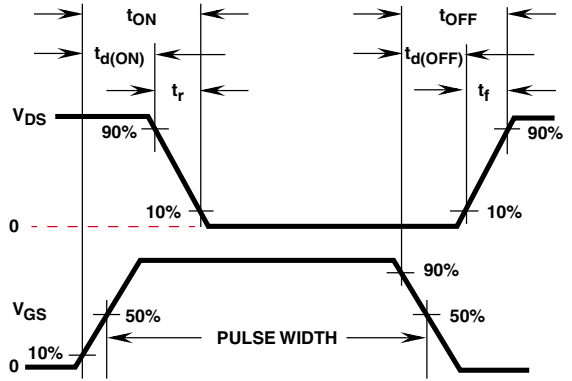 tON tOFF
td(ON) td(OFF)
tr tf
VDS
90% 90%
10% 10%
0
90%
VGS 50% PULSE WIDTH 50%
10%
0